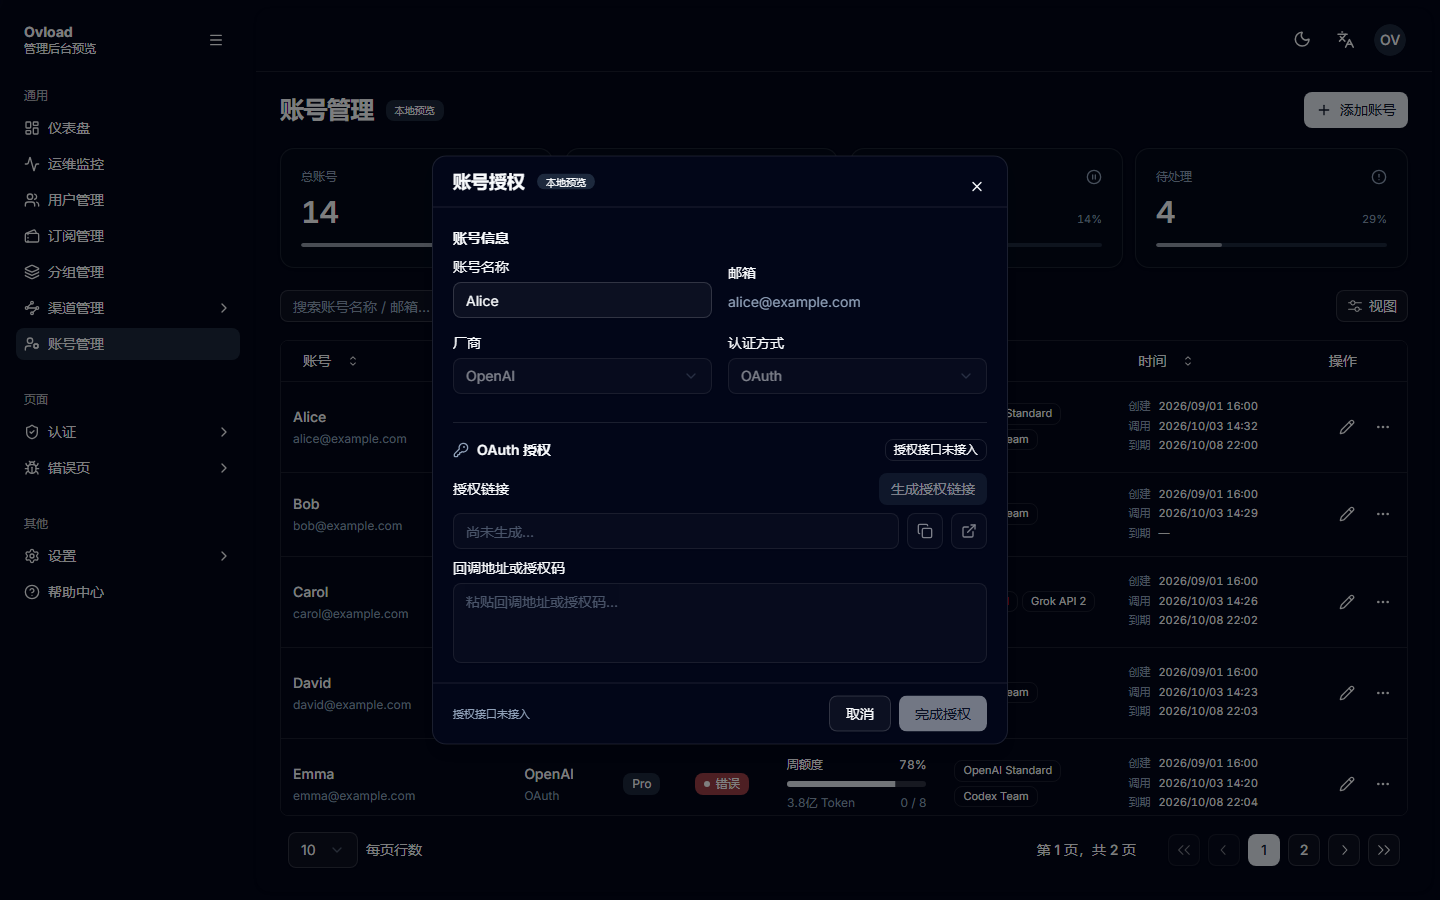 Ovload
管理后台预览
OV
通用
仪表盘
运维监控
用户管理
订阅管理
分组管理
渠道管理
账号管理
页面
认证
错误页
其他
设置
帮助中心
账号管理 本地预览
添加账号
总账号
14
14%
待处理
4
29%
搜索账号名称 / 邮箱...
视图
账号 时间 操作
Alice
alice@example.com
Standard
eam
创建 2026/09/01 16:00
调用 2026/10/03 14:32
到期 2026/10/08 22:00
Bob
bob@example.com
eam
创建 2026/09/01 16:00
调用 2026/10/03 14:29
到期 —
Carol
carol@example.com
Grok API 2
创建 2026/09/01 16:00
调用 2026/10/03 14:26
到期 2026/10/08 22:02
David
david@example.com
eam
创建 2026/09/01 16:00
调用 2026/10/03 14:23
到期 2026/10/08 22:03
Emma
emma@example.com
OpenAI
OAuth
Pro
错误
周额度 78%
3.8亿 Token 0 / 8
OpenAI Standard
Codex Team
创建 2026/09/01 16:00
调用 2026/10/03 14:20
到期 2026/10/08 22:04
10 每页行数
第 1 页，共 2 页
1 2
账号授权 本地预览
账号信息
账号名称
Alice
邮箱
alice@example.com
厂商
OpenAI
认证方式
OAuth
OAuth 授权 授权接口未接入
授权链接 生成授权链接
尚未生成...
回调地址或授权码
粘贴回调地址或授权码...
授权接口未接入
取消 完成授权